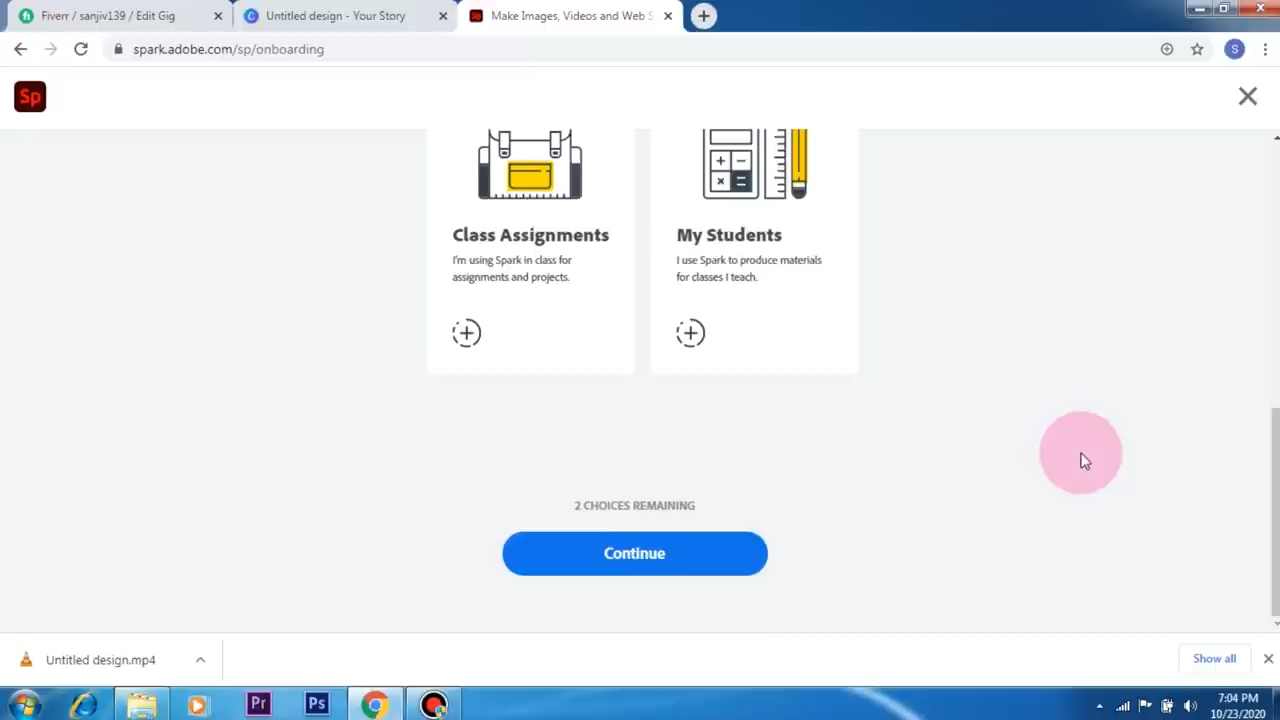 Fiverr / sanjiv139 / Edit Gig
Untitled design - Your Story
Make Images, Videos and Web S
spark.adobe.com/sp/onboarding
S
Sp
Class Assignments
I'm using Spark in class for
assignments and projects.
My Students
I use Spark to produce materials
for classes I teach.
2 CHOICES REMAINING
Continue
Untitled design.mp4
Show all
Pr
Ps
7:04 PM
10/23/2020